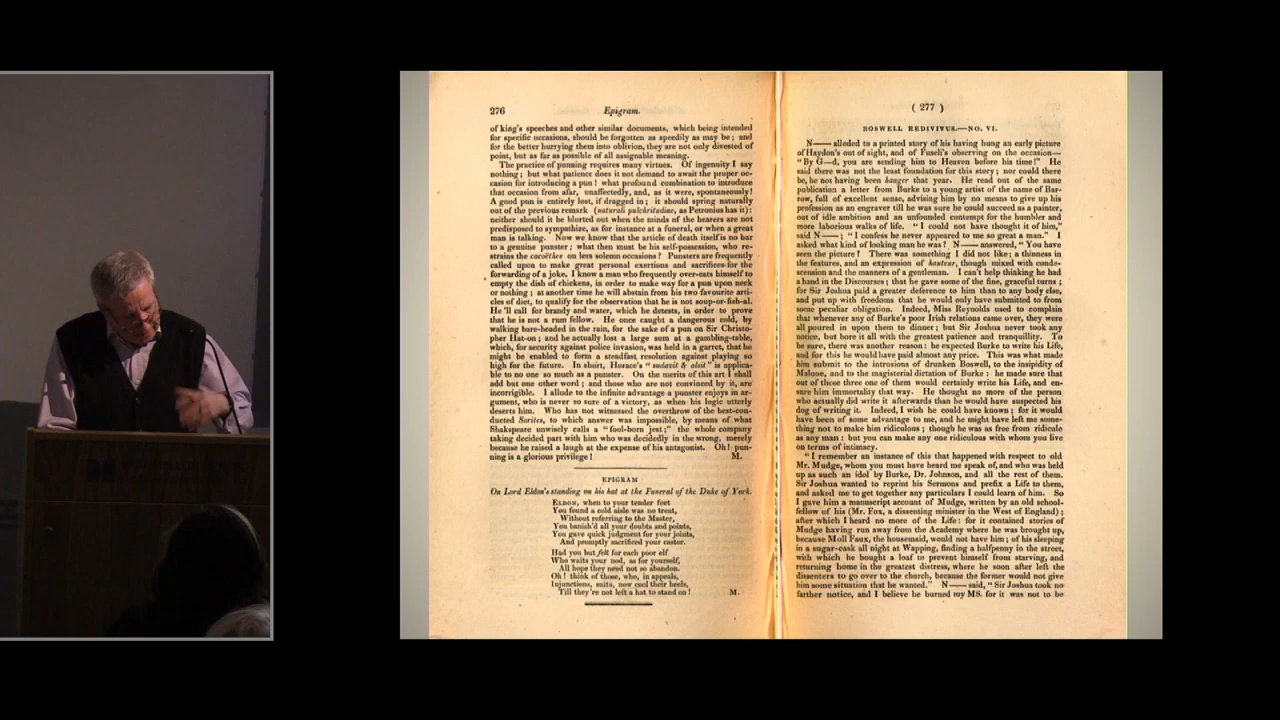 276 Epigram.
of king's speeches and other similar documents, which being intended
for specific occasions, should be forgotten as speedily as may be; and
for the better hurrying them into oblivion, they are not only divested of
point, but as far as possible of all assignable meaning.
The practice of punning requires many virtues. Of ingenuity I say
nothing; but what patience does it not demand to await the proper oc-
casion for introducing a pun! what profound combination to introduce
that occasion from afar, unaffectedly, and, as it were, spontaneously!
A good pun is entirely lost, if dragged in; it should spring naturally
out of the previous remark (naturali pulchritudine, as Petronius has it):
neither should it be blurted out when the minds of the hearers are not
predisposed to sympathize, as for instance at a funeral, or when a great
man is talking. Now we know that the article of death itself is no bar
to a genuine punster; what then must be his self-possession, who re-
strains the cacoëthes on less solemn occasions? Punsters are frequently
called upon to make great personal exertions and sacrifices for the
forwarding of a joke. I know a man who frequently over-eats himself to
empty the dish of chickens, in order to make way for a pun upon neck
or nothing; at another time he will abstain from his two favourite arti-
cles of diet, to qualify for the observation that he is not soup-or-fish-al.
He'll call for brandy and water, which he detests, in order to prove
that he is not a rum fellow. He once caught a dangerous cold, by
walking bare-headed in the rain, for the sake of a pun on Sir Christo-
pher Hat-on; and he actually lost a large sum at a gambling-table,
which, for security against police invasion, was held in a garret, that he
might be enabled to form a steadfast resolution against playing so
high for the future. In short, Horace's "sudavit & alsit" is applica-
ble to no one so much as a punster. On the merits of this art I shall
add but one other word; and those who are not convinced by it, are
incorrigible. I allude to the infinite advantage a punster enjoys in ar-
gument, who is never so sure of a victory, as when his logic utterly
deserts him. Who has not witnessed the overthrow of the best-con-
ducted Sorites, to which answer was impossible, by means of what
Shakspeare unwisely calls a "fool-born jest;" the whole company
taking decided part with him who was decidedly in the wrong, merely
because he raised a laugh at the expense of his antagonist. Oh! pun-
ning is a glorious privilege! M.
EPIGRAM
On Lord Eldon's standing on his hat at the Funeral of the Duke of York.
ELDON, when to your tender feet
You found a cold aisle was no treat,
Without referring to the Master,
You banish'd all your doubts and points,
You gave quick judgment for your joints,
And promptly sacrificed your castor.
Had you but felt for each poor elf
Who waits your nod, as for yourself,
All hope they need not so abandon.
Oh! think of those, who, in appeals,
Injunctions, suits, now cool their heels,
Till they're not left a hat to stand on! M.
( 277 )
BOSWELL REDIVIVUS.—NO. VI.
N—— alluded to a printed story of his having hung an early picture
of Haydon's out of sight, and of Fuseli's observing on the occasion—
"By G—d, you are sending him to Heaven before his time!" He
said there was not the least foundation for this story; nor could there
be, he not having been hanger that year. He read out of the same
publication a letter from Burke to a young artist of the name of Bar-
row, full of excellent sense, advising him by no means to give up his
profession as an engraver till he was sure he could succeed as a painter,
out of idle ambition and an unfounded contempt for the humbler and
more laborious walks of life. "I could not have thought it of him,"
said N——; "I confess he never appeared to me so great a man." I
asked what kind of looking man he was? N—— answered, "You have
seen the picture? There was something I did not like; a thinness in
the features, and an expression of hauteur, though mixed with conde-
scension and the manners of a gentleman. I can't help thinking he had
a hand in the Discourses; that he gave some of the fine, graceful turns;
for Sir Joshua paid a greater deference to him than to any body else,
and put up with freedoms that he would only have submitted to from
some peculiar obligation. Indeed, Miss Reynolds used to complain
that whenever any of Burke's poor Irish relations came over, they were
all poured in upon them to dinner; but Sir Joshua never took any
notice, but bore it all with the greatest patience and tranquillity. To
be sure, there was another reason: he expected Burke to write his Life,
and for this he would have paid almost any price. This was what made
him submit to the intrusions of drunken Boswell, to the insipidity of
Malone, and to the magisterial dictation of Burke: he made sure that
out of these three one of them would certainly write his Life, and en-
sure him immortality that way. He thought no more of the person
who actually did write it afterwards than he would have suspected his
dog of writing it. Indeed, I wish he could have known; for it would
have been of some advantage to me, and he might have left me some-
thing not to make him ridiculous; though he was as free from ridicule
as any man: but you can make any one ridiculous with whom you live
on terms of intimacy.
"I remember an instance of this that happened with respect to old
Mr. Mudge, whom you must have heard me speak of, and who was held
up as such an idol by Burke, Dr. Johnson, and all the rest of them.
Sir Joshua wanted to reprint his Sermons and prefix a Life to them,
and asked me to get together any particulars I could learn of him. So
I gave him a manuscript account of Mudge, written by an old school-
fellow of his (Mr. Fox, a dissenting minister in the West of England);
after which I heard no more of the Life: for it contained stories of
Mudge having run away from the Academy where he was brought up,
because Moll Faux, the housemaid, would not have him; of his sleeping
in a sugar-cask all night at Wapping, finding a halfpenny in the street,
with which he bought a loaf to prevent himself from starving, and
returning home in the greatest distress, where he soon after left the
dissenters to go over to the church, because the former would not give
him some situation that he wanted." N—— said, "Sir Joshua took no
farther notice, and I believe he burned my MS. for it was not to be